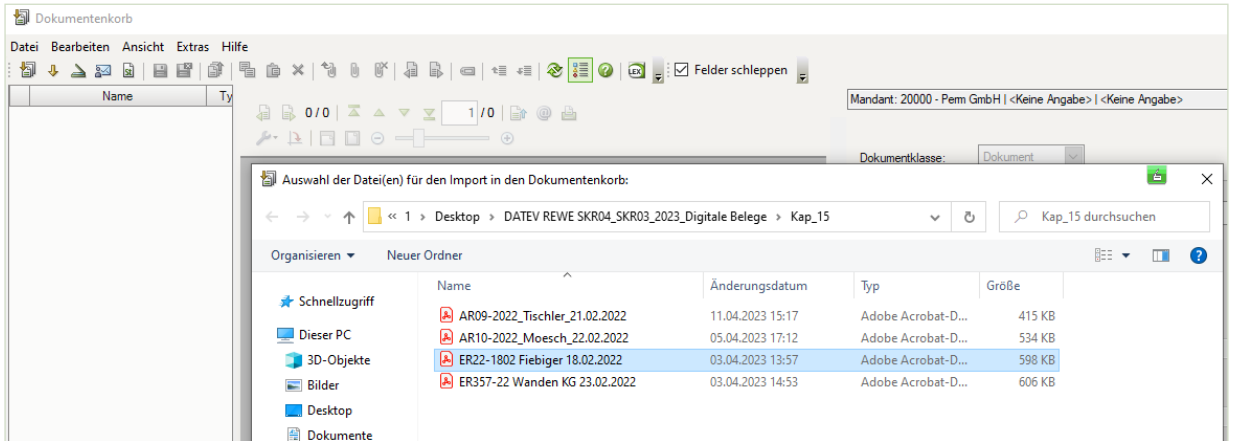 Dokumentenkorb
Datei Bearbeiten Ansicht Extras Hilfe
LEX Felder schleppen
Name Ty
Mandant: 20000 - Perm GmbH | <Keine Angabe> | <Keine Angabe>
0/0 1 /0
Dokumentklasse: Dokument
Auswahl der Datei(en) für den Import in den Dokumentenkorb:
« 1 › Desktop › DATEV REWE SKR04_SKR03_2023_Digitale Belege › Kap_15 Kap_15 durchsuchen
Organisieren Neuer Ordner
Name Änderungsdatum Typ Größe
Schnellzugriff
AR09-2022_Tischler_21.02.2022 11.04.2023 15:17 Adobe Acrobat-D... 415 KB
Dieser PC
AR10-2022_Moesch_22.02.2022 05.04.2023 17:12 Adobe Acrobat-D... 534 KB
3D-Objekte
ER22-1802 Fiebiger 18.02.2022 03.04.2023 13:57 Adobe Acrobat-D... 598 KB
Bilder
ER357-22 Wanden KG 23.02.2022 03.04.2023 14:53 Adobe Acrobat-D... 606 KB
Desktop
Dokumente